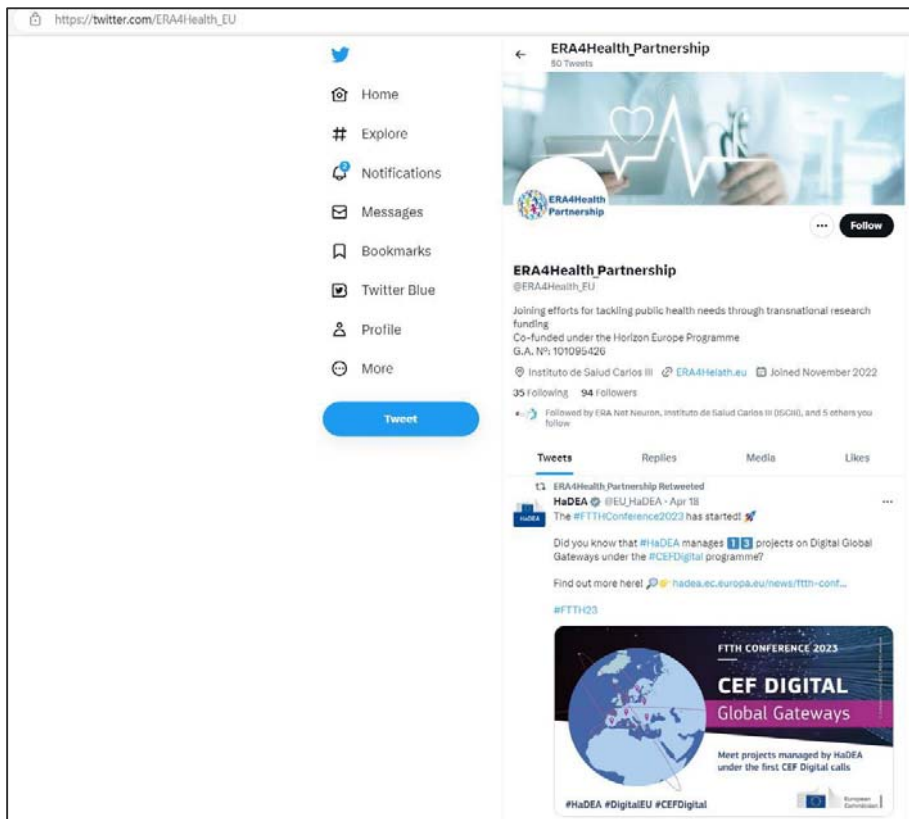 https://twitter.com/ERA4Health_EU
Home
Explore
2
Notifications
Messages
Bookmarks
Twitter Blue
Profile
More
Tweet
ERA4Health_Partnership
50 Tweets
ERA4Health
Partnership
Follow
ERA4Health_Partnership
@ERA4Health_EU
Joining efforts for tackling public health needs through transnational research
funding
Co-funded under the Horizon Europe Programme
G.A. Nº: 101095426
Instituto de Salud Carlos III ERA4Helath.eu Joined November 2022
35 Following 94 Followers
Followed by ERA Net Neuron, Instituto de Salud Carlos III (ISCIII), and 5 others you
follow
Tweets Replies Media Likes
ERA4Health_Partnership Retweeted
HaDEA @EU_HaDEA · Apr 18
HaDEA
The #FTTHConference2023 has started! 🚀
Did you know that #HaDEA manages 1️⃣3️⃣ projects on Digital Global
Gateways under the #CEFDigital programme?
Find out more here! 🔎👉 hadea.ec.europa.eu/news/ftth-conf...
#FTTH23
FTTH CONFERENCE 2023
CEF DIGITAL
Global Gateways
Meet projects managed by HaDEA
under the first CEF Digital calls
#HaDEA #DigitalEU #CEFDigital
European
Commission